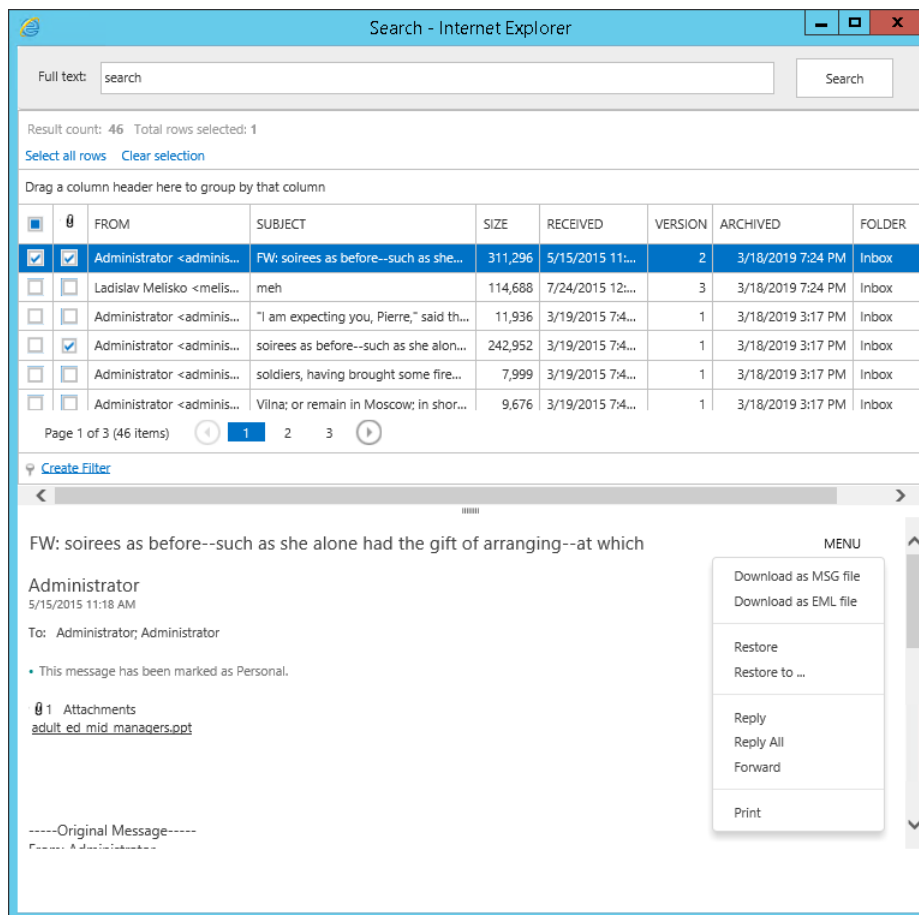 Search - Internet Explorer
Full text: search Search
Result count: 46 Total rows selected: 1
Select all rows Clear selection
Drag a column header here to group by that column
FROM SUBJECT SIZE RECEIVED VERSION ARCHIVED FOLDER
Administrator <adminis... FW: soirees as before--such as she... 311,296 5/15/2015 11:... 2 3/18/2019 7:24 PM Inbox
Ladislav Melisko <melis... meh 114,688 7/24/2015 12:... 3 3/18/2019 7:24 PM Inbox
Administrator <adminis... "I am expecting you, Pierre," said th... 11,936 3/19/2015 7:4... 1 3/18/2019 3:17 PM Inbox
Administrator <adminis... soirees as before--such as she alon... 242,952 3/19/2015 7:4... 1 3/18/2019 3:17 PM Inbox
Administrator <adminis... soldiers, having brought some fire... 7,999 3/19/2015 7:4... 1 3/18/2019 3:17 PM Inbox
Administrator <adminis... Vilna; or remain in Moscow; in shor... 9,676 3/19/2015 7:4... 1 3/18/2019 3:17 PM Inbox
Page 1 of 3 (46 items) 1 2 3
Create Filter
FW: soirees as before--such as she alone had the gift of arranging--at which
MENU
Administrator
5/15/2015 11:18 AM
To: Administrator; Administrator
• This message has been marked as Personal.
1 Attachments
adult_ed_mid_managers.ppt
-----Original Message-----
From: Administrator
Download as MSG file
Download as EML file
Restore
Restore to ...
Reply
Reply All
Forward
Print